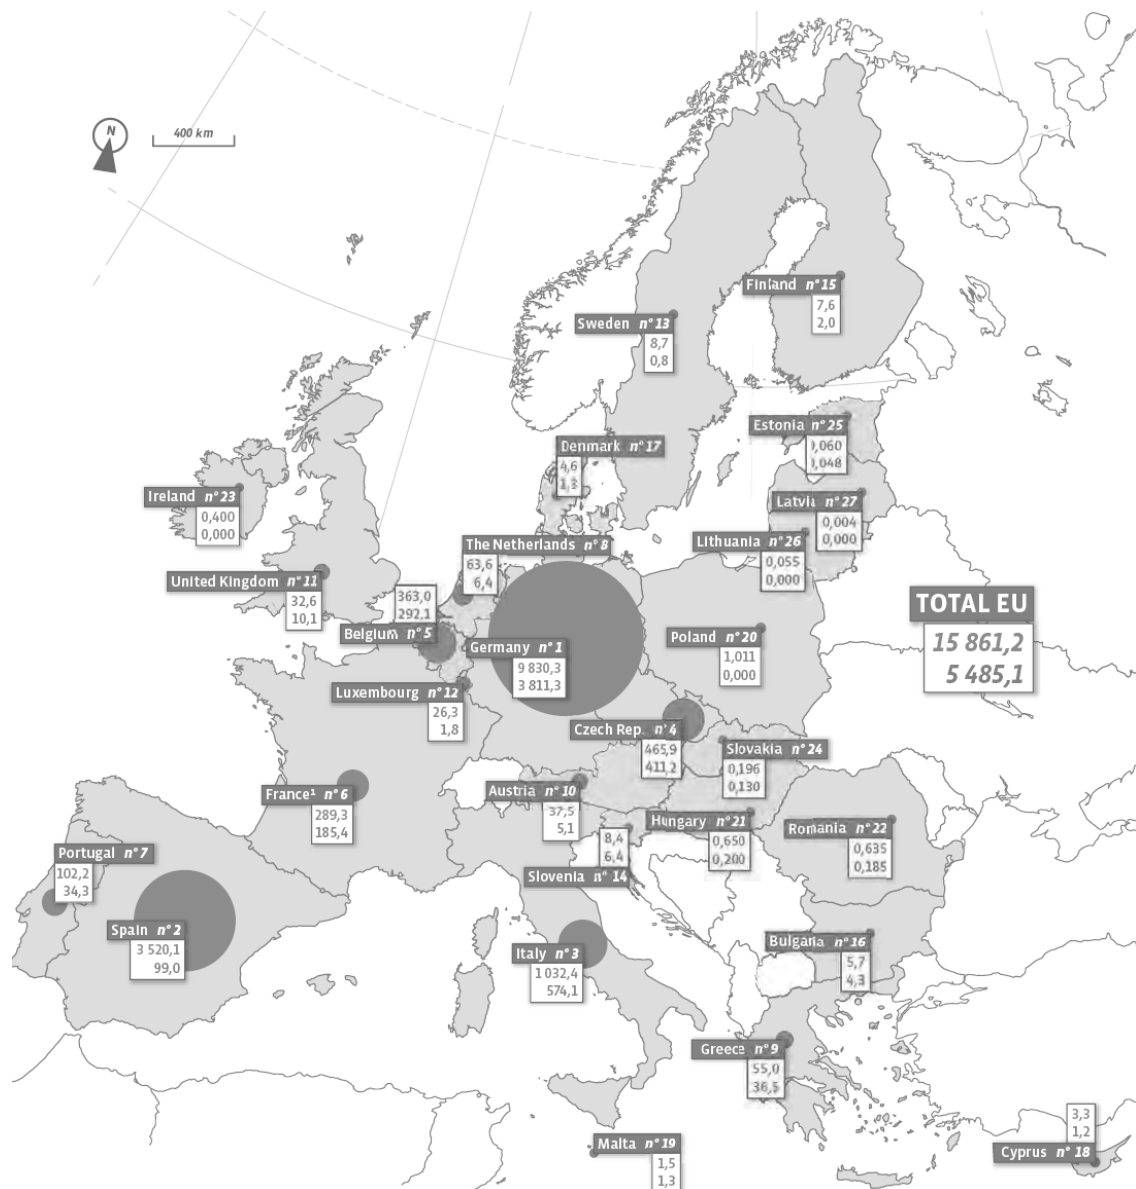 N
400 km
Finland n° 15
7,6
2,0
Sweden n° 13
8,7
0,8
Estonia n° 25
0,060
0,048
Denmark n° 17
4,6
1,3
Latvia n° 27
0,004
0,000
Ireland n° 23
0,400
0,000
Lithuania n° 26
0,055
0,000
The Netherlands n° 8
63,6
6,4
United Kingdom n° 11
32,6
10,1
363,0
292,1
Belgium n° 5
TOTAL EU
15 861,2
5 485,1
Germany n° 1
9 830,3
3 811,3
Poland n° 20
1,011
0,000
Luxembourg n° 12
26,3
1,8
Czech Rep. n° 4
465,9
411,2
Slovakia n° 24
0,196
0,130
Austria n° 10
37,5
5,1
France¹ n° 6
289,3
185,4
Hungary n° 21
0,650
0,200
Romania n° 22
0,635
0,185
8,4
6,4
Slovenia n° 14
Portugal n° 7
102,2
34,3
Spain n° 2
3 520,1
99,0
Italy n° 3
1 032,4
574,1
Bulgaria n° 16
5,7
4,3
Greece n° 9
55,0
36,5
3,3
1,2
Cyprus n° 18
Malta n° 19
1,5
1,3